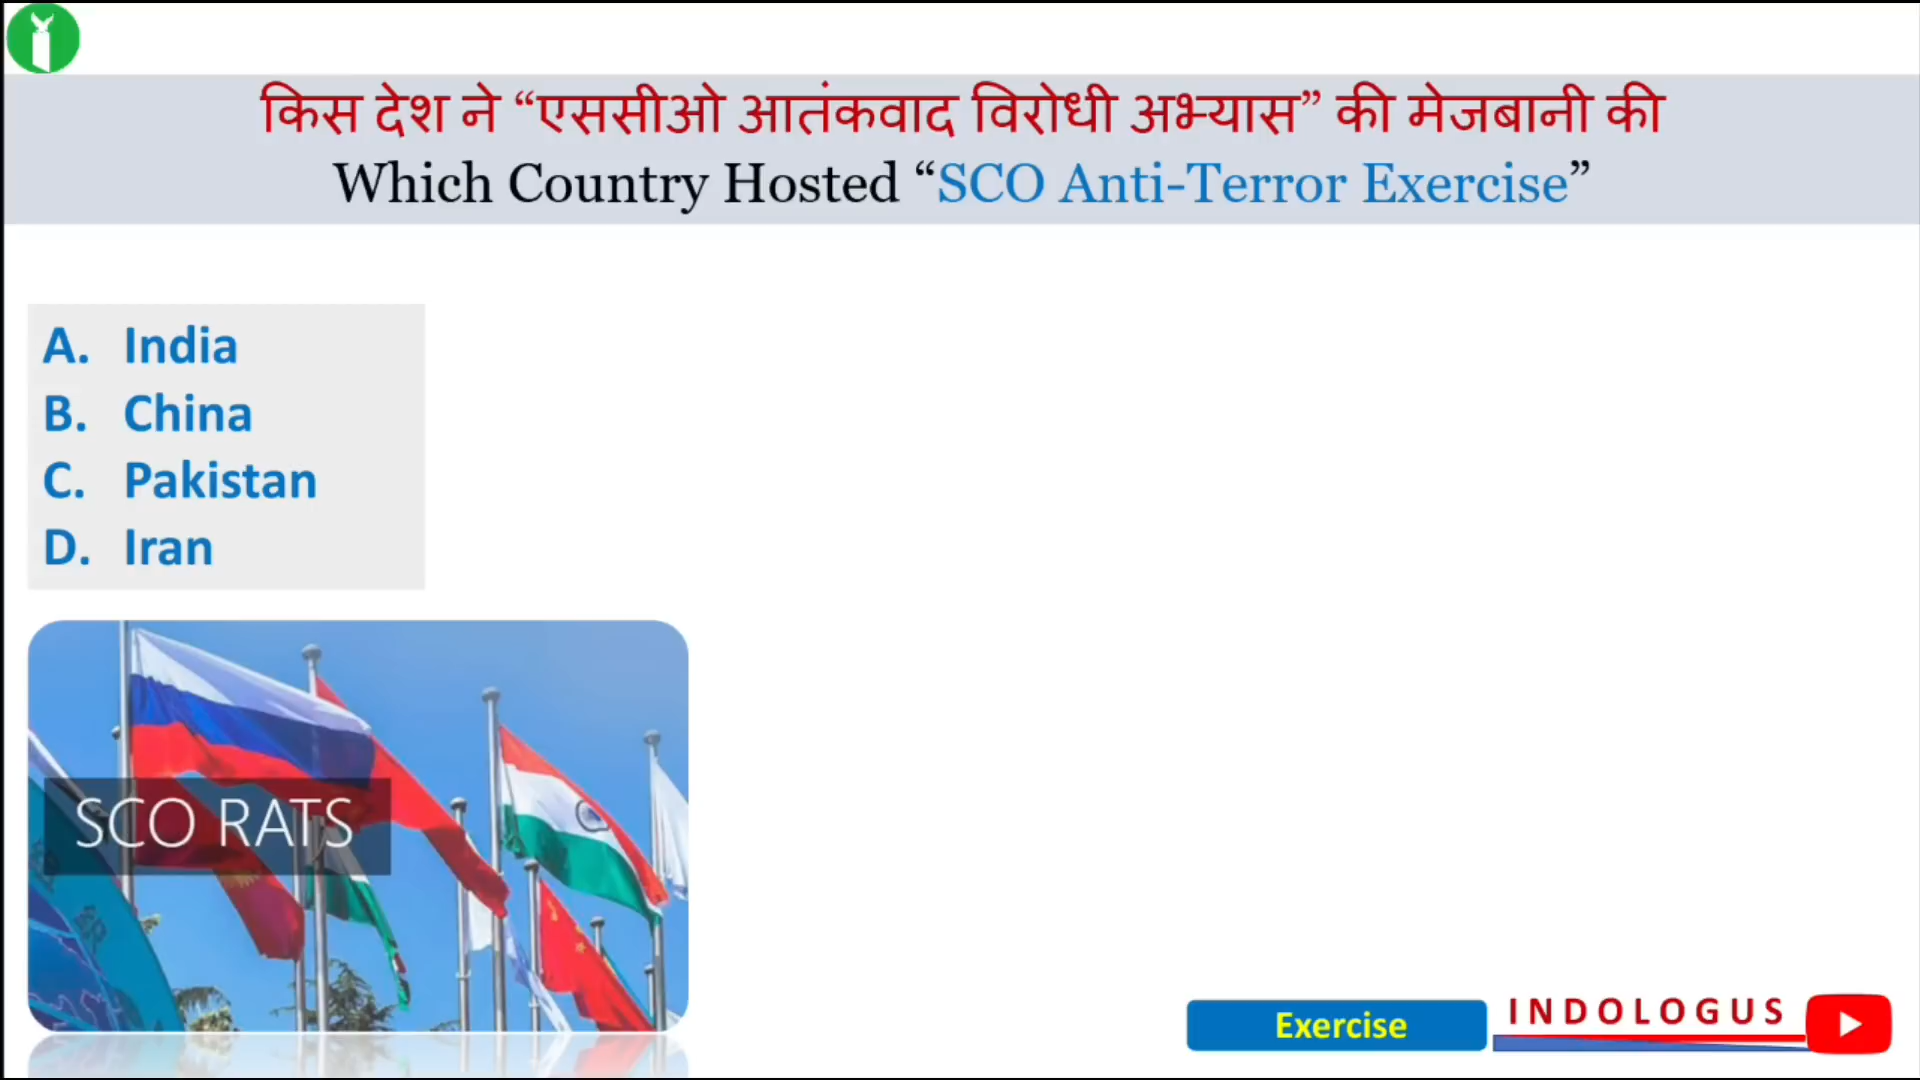 किस देश ने “एससीओ आतंकवाद विरोधी अभ्यास” की मेजबानी की
Which Country Hosted “SCO Anti-Terror Exercise”
A. India
B. China
C. Pakistan
D. Iran
SCO RATS
Exercise
INDOLOGUS